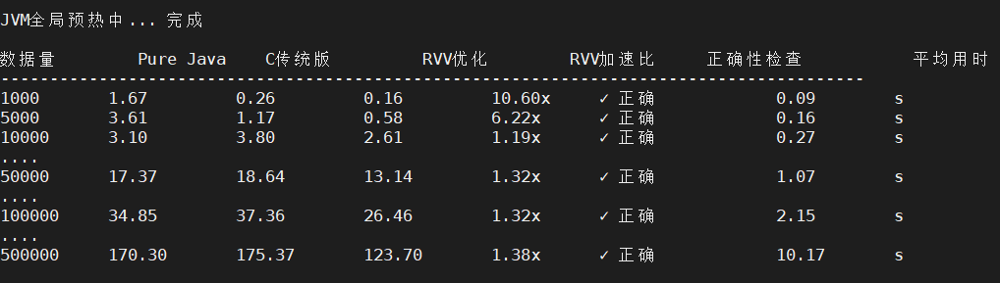 JVM全局预热中... 完成
数据量 Pure Java C传统版 RVV优化 RVV加速比 正确性检查 平均用时
--------------------------------------------------------------------------------
1000 1.67 0.26 0.16 10.60x ✓ 正确 0.09 s
5000 3.61 1.17 0.58 6.22x ✓ 正确 0.16 s
10000 3.10 3.80 2.61 1.19x ✓ 正确 0.27 s
....
50000 17.37 18.64 13.14 1.32x ✓ 正确 1.07 s
....
100000 34.85 37.36 26.46 1.32x ✓ 正确 2.15 s
....
500000 170.30 175.37 123.70 1.38x ✓ 正确 10.17 s